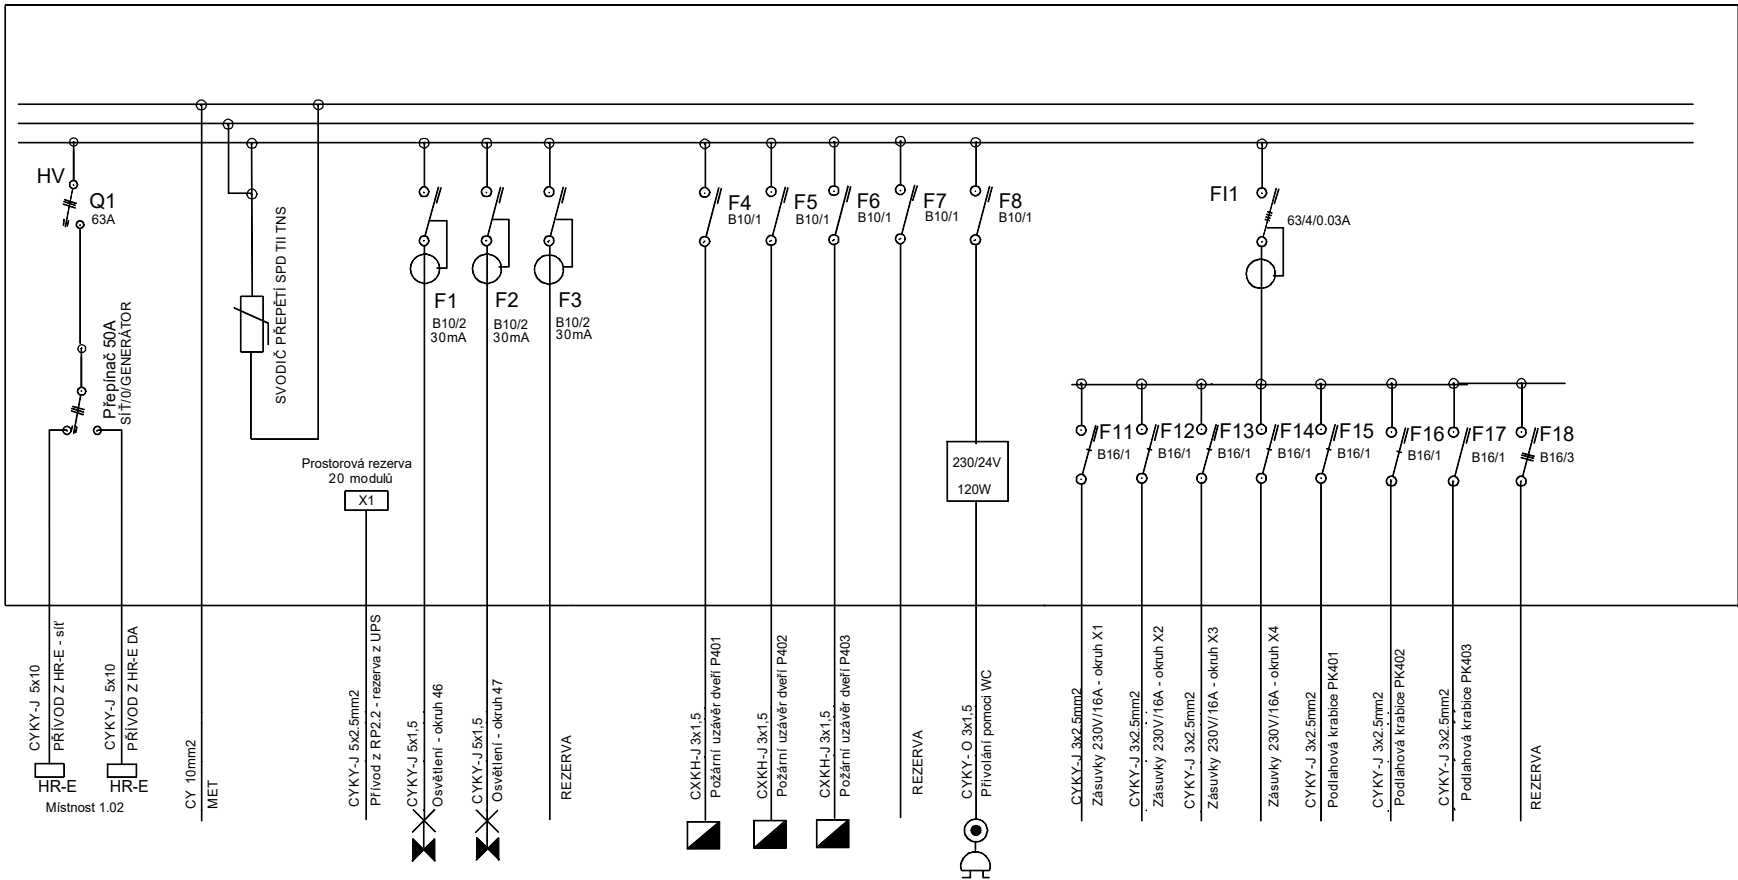 HV
Q1
63A
Přepínač 50A
SÍŤ/0/GENERÁTOR
SVODIČ PŘEPĚTÍ SPD TII TNS
Prostorová rezerva
20 modulů
X1
F1
B10/2
30mA
F2
B10/2
30mA
F3
B10/2
30mA
F4
B10/1
F5
B10/1
F6
B10/1
F7
B10/1
F8
B10/1
230/24V
120W
FI1
63/4/0.03A
F11
B16/1
F12
B16/1
F13
B16/1
F14
B16/1
F15
B16/1
F16
B16/1
F17
B16/1
F18
B16/3
CYKY-J 5x10
PŘÍVOD Z HR-E - síť
HR-E
CYKY-J 5x10
PŘÍVOD Z HR-E DA
HR-E
Místnost 1.02
CY 10mm2
MET
CYKY-J 5x2.5mm2
Přívod z RP2.2 - rezerva z UPS
CYKY-J 5x1,5
Osvětlení - okruh 46
CYKY-J 5x1,5
Osvětlení - okruh 47
REZERVA
CXKH-J 3x1,5
Požární uzávěr dveří P401
CXKH-J 3x1,5
Požární uzávěr dveří P402
CXKH-J 3x1,5
Požární uzávěr dveří P403
REZERVA
CYKY- O 3x1,5
Přivolání pomoci WC
CYKY-J 3x2.5mm2
Zásuvky 230V/16A - okruh X1
CYKY-J 3x2.5mm2
Zásuvky 230V/16A - okruh X2
CYKY-J 3x2.5mm2
Zásuvky 230V/16A - okruh X3
Zásuvky 230V/16A - okruh X4
CYKY-J 3x2.5mm2
Podlahová krabice PK401
CYKY-J 3x2.5mm2
Podlahová krabice PK402
CYKY-J 3x2.5mm2
Podlahová krabice PK403
REZERVA